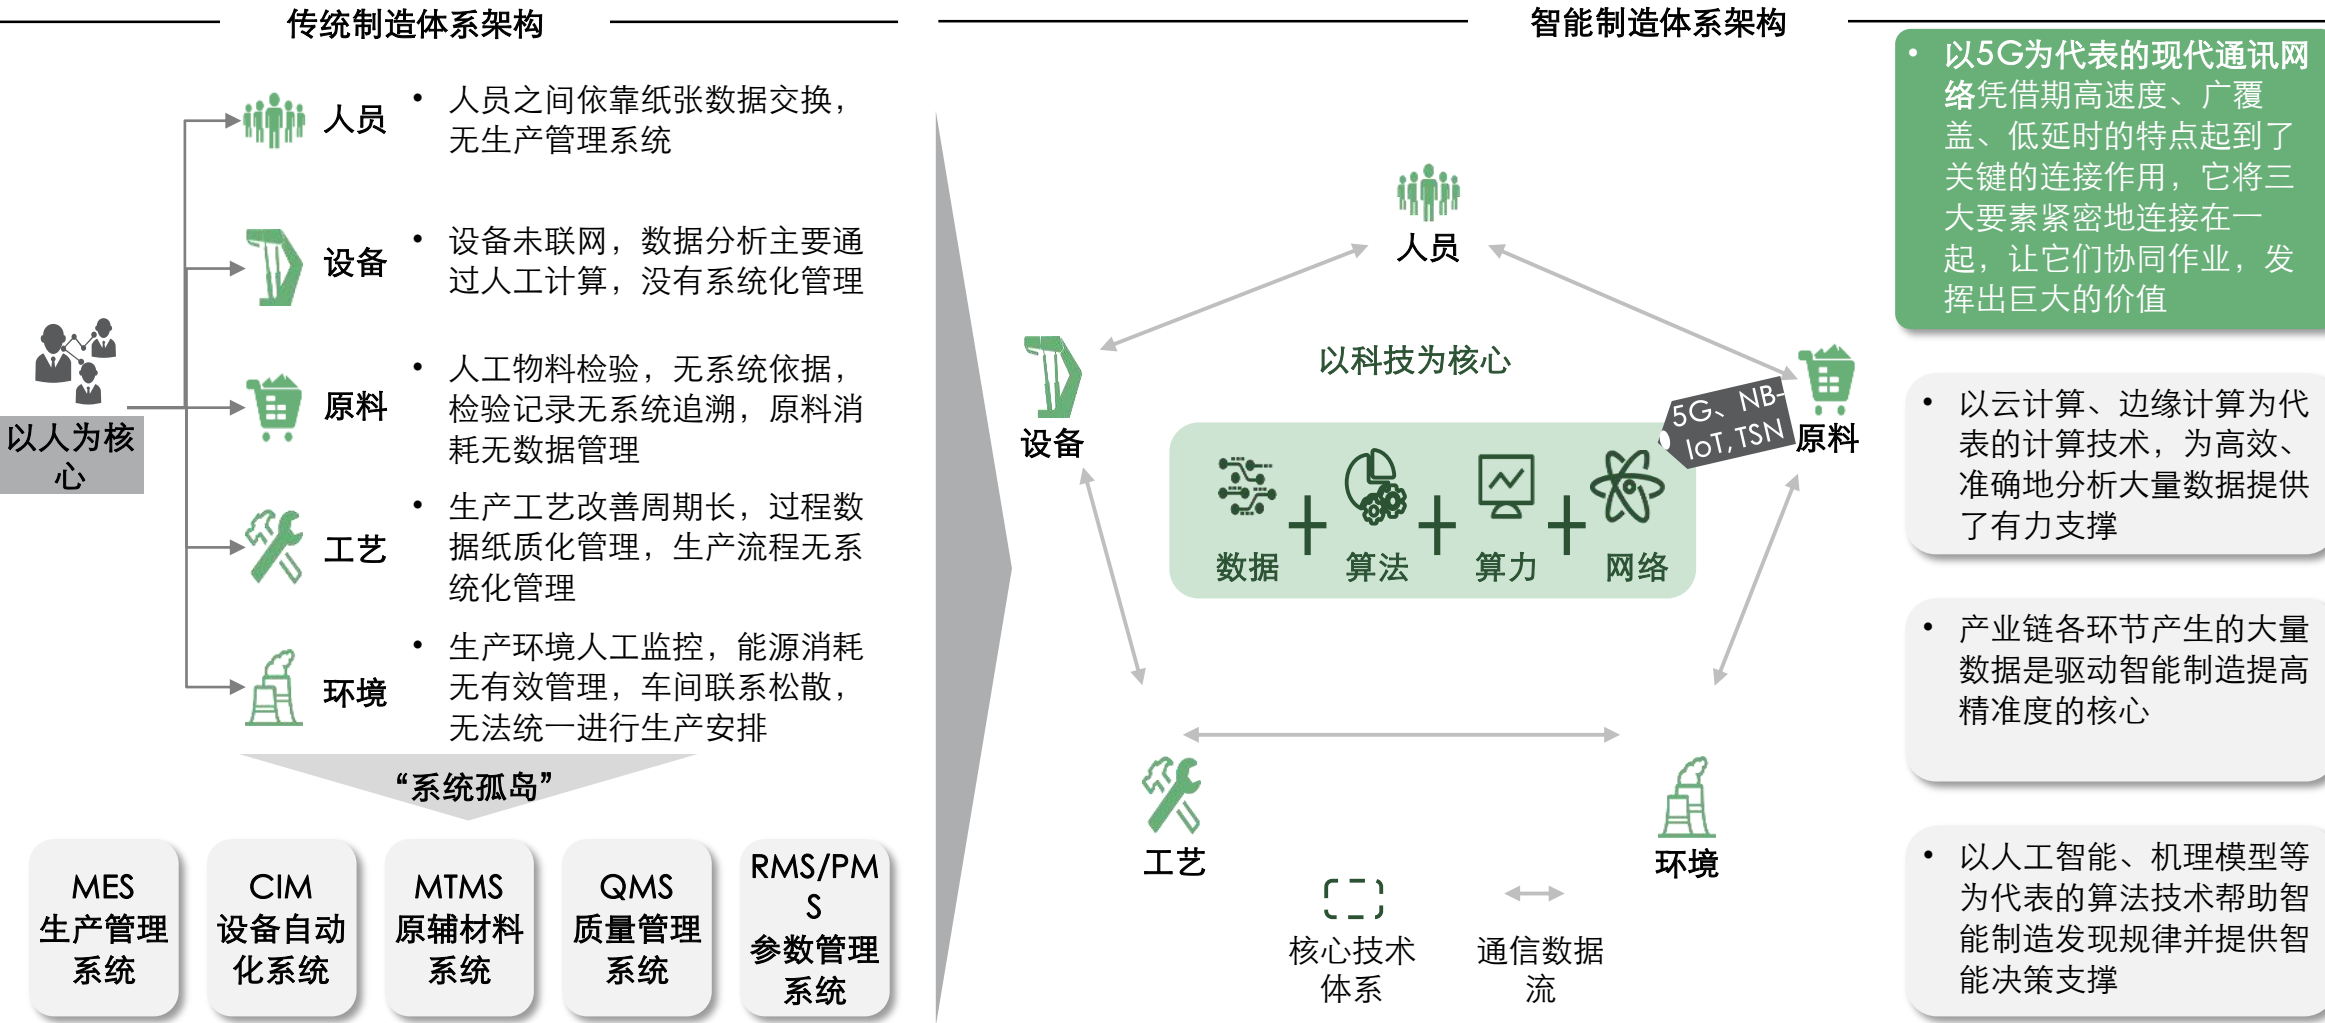 传统制造体系架构
人员
• 人员之间依靠纸张数据交换，
无生产管理系统
设备
• 设备未联网，数据分析主要通
过人工计算，没有系统化管理
以人为核
心
原料
• 人工物料检验，无系统依据，
检验记录无系统追溯，原料消
耗无数据管理
工艺
• 生产工艺改善周期长，过程数
据纸质化管理，生产流程无系
统化管理
环境
• 生产环境人工监控，能源消耗
无有效管理，车间联系松散，
无法统一进行生产安排
“系统孤岛”
MES
生产管理
系统
CIM
设备自动
化系统
MTMS
原辅材料
系统
QMS
质量管理
系统
RMS/PM
S
参数管理
系统
智能制造体系架构
人员
设备
以科技为核心
5G、NB-
IoT, TSN
原料
数据
算法
算力
网络
工艺
环境
核心技术
体系
通信数据
流
• 以5G为代表的现代通讯网
络凭借期高速度、广覆
盖、低延时的特点起到了
关键的连接作用，它将三
大要素紧密地连接在一
起，让它们协同作业，发
挥出巨大的价值
• 以云计算、边缘计算为代
表的计算技术，为高效、
准确地分析大量数据提供
了有力支撑
• 产业链各环节产生的大量
数据是驱动智能制造提高
精准度的核心
• 以人工智能、机理模型等
为代表的算法技术帮助智
能制造发现规律并提供智
能决策支撑